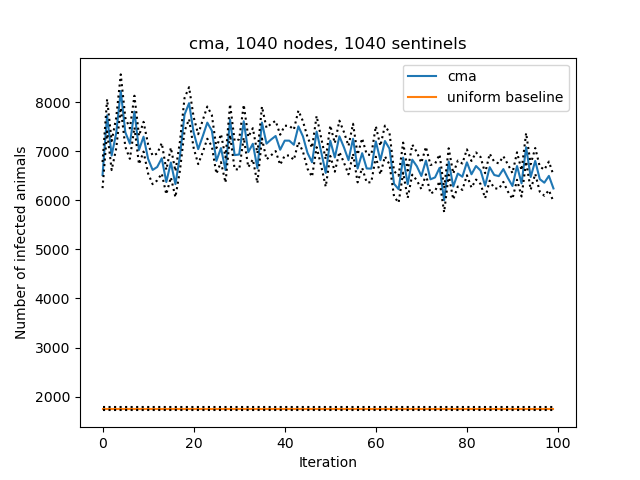 cma, 1040 nodes, 1040 sentinels
cma
uniform baseline
Number of infected animals
8000
7000
6000
5000
4000
3000
2000
0 20 40 60 80 100
Iteration